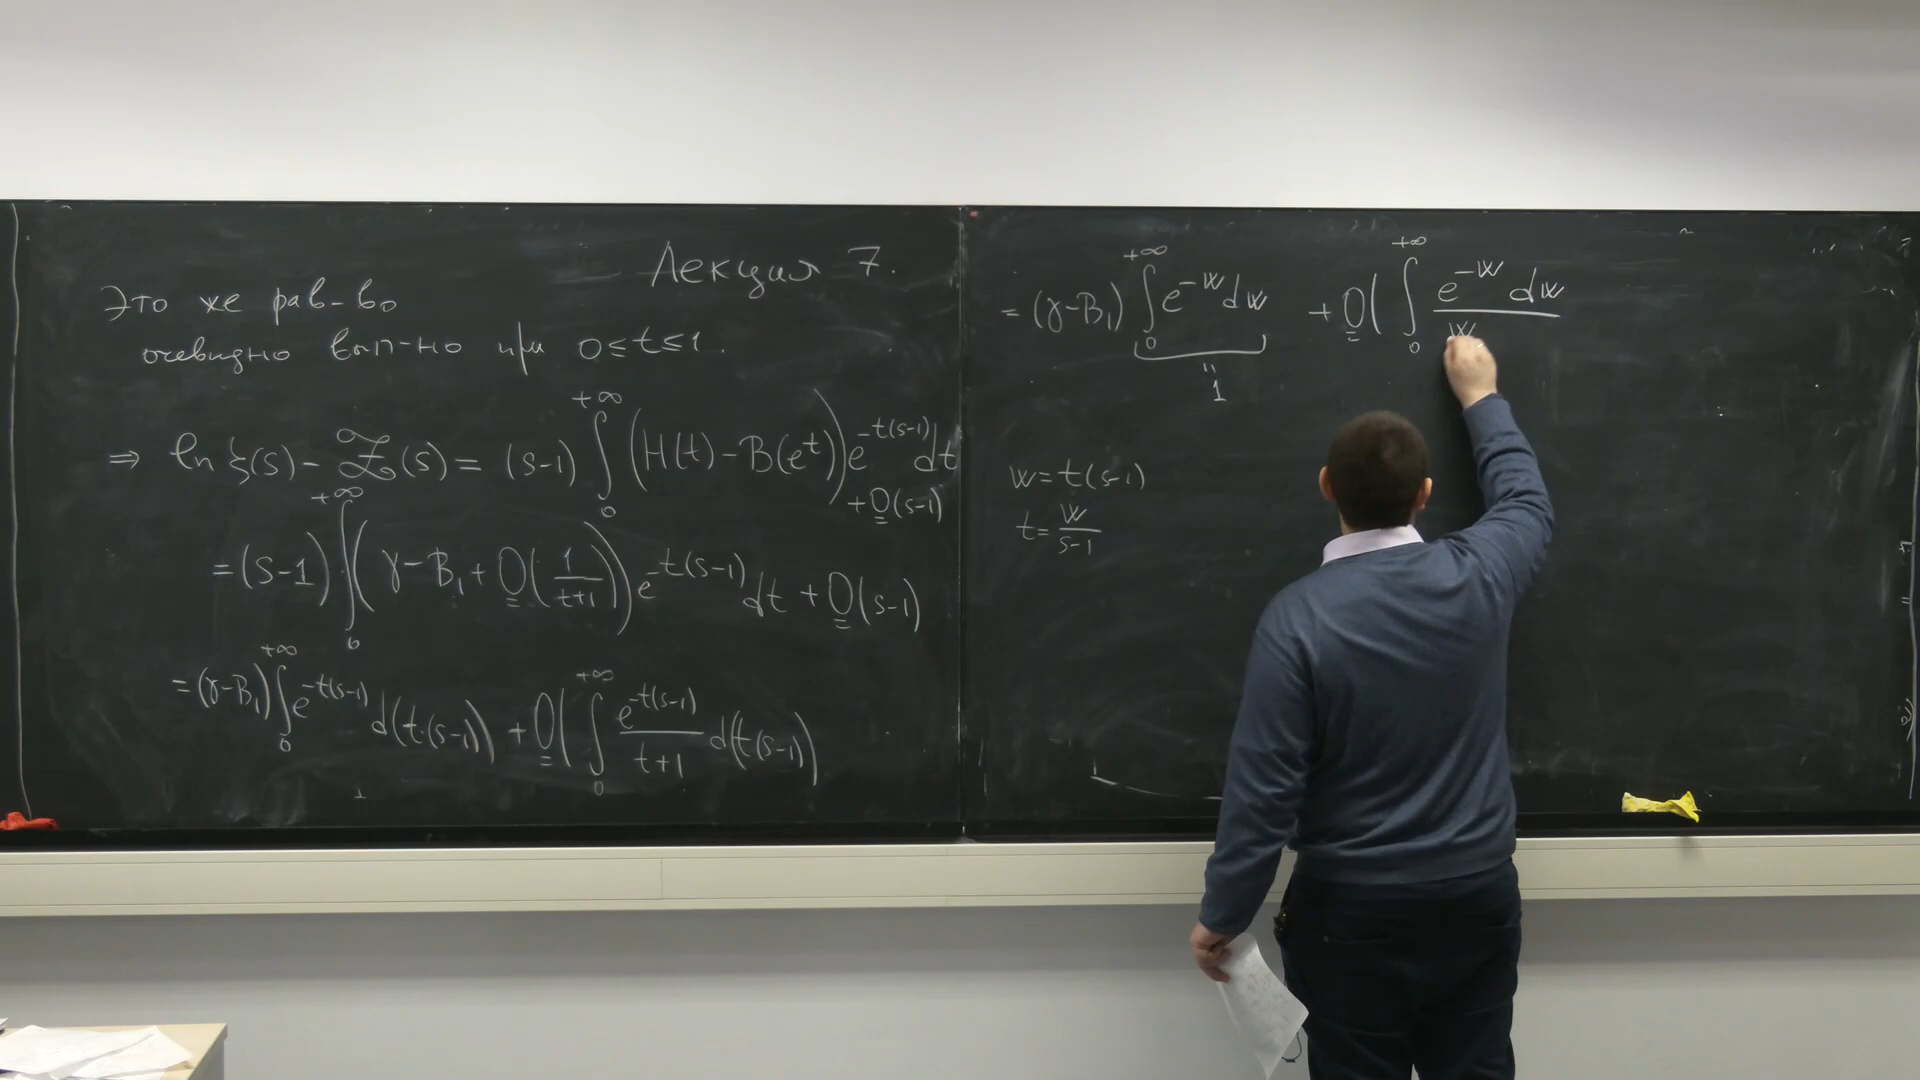 Лекция 7.
Это же рав-во
очевидно вып-но при 0≤t≤1.
⇒ ln ξ(s) - 𝒵(s) = (s-1) ∫₀^{+∞} (H(t) - B(e^t)) e^{-t(s-1)} dt + O(s-1)
= (s-1) ∫₀^{+∞} (γ - B₁ + O(1/(t+1))) e^{-t(s-1)} dt + O(s-1)
= (γ-B₁) ∫₀^{+∞} e^{-t(s-1)} d(t·(s-1)) + O( ∫₀^{+∞} e^{-t(s-1)}/(t+1) d(t(s-1)) )
= (γ-B₁) ∫₀^{+∞} e^{-w} dw + O( ∫₀^{+∞} e^{-w} dw / w
" 1
w = t(s-1)
t = w/(s-1)